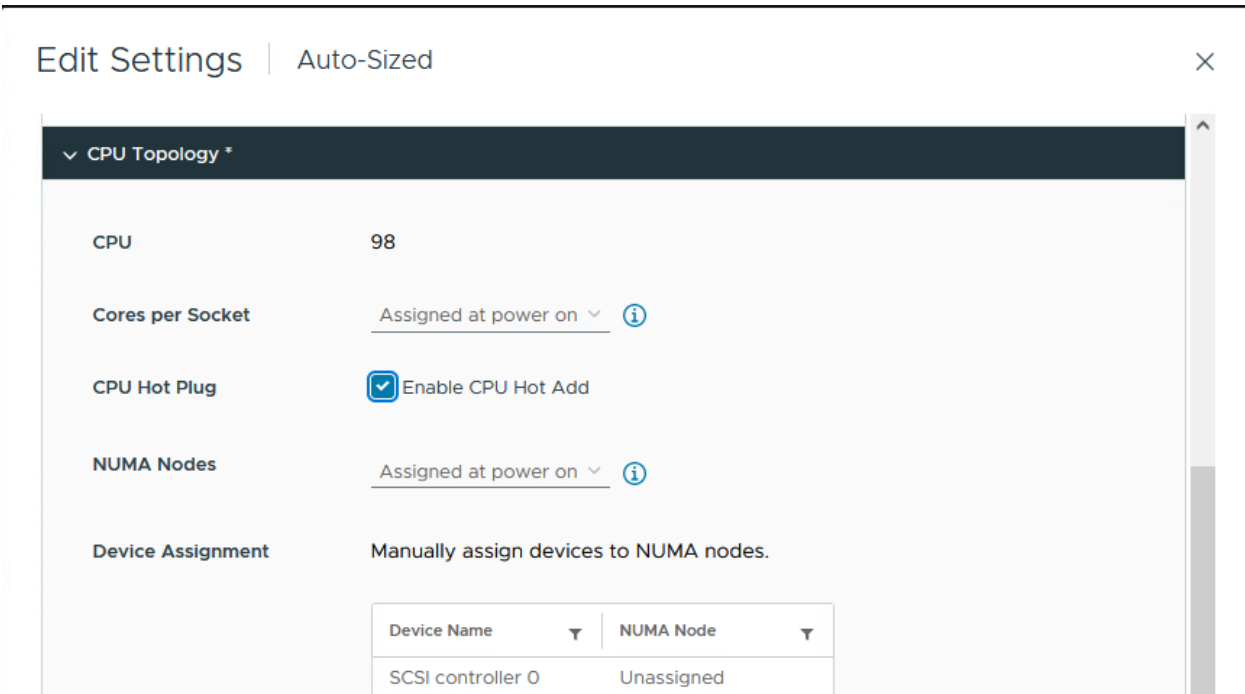 Edit Settings | Auto-Sized
CPU Topology *
CPU 98
Cores per Socket Assigned at power on
CPU Hot Plug Enable CPU Hot Add
NUMA Nodes Assigned at power on
Device Assignment Manually assign devices to NUMA nodes.
Device Name NUMA Node
SCSI controller 0 Unassigned